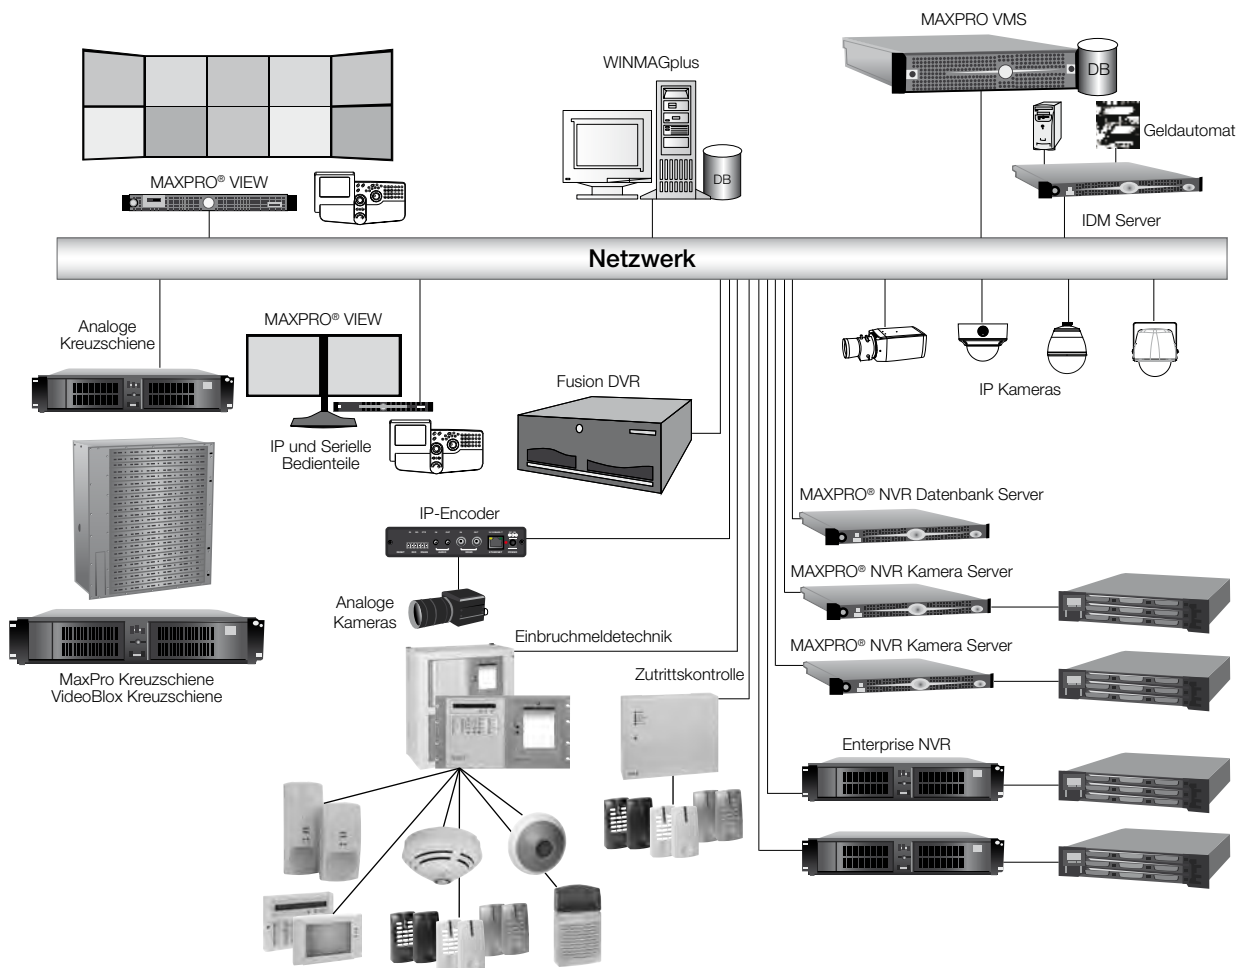 MAXPRO VMS
WINMAGplus
DB
Geldautomat
DB
MAXPRO® VIEW
IDM Server
Netzwerk
Analoge
Kreuzschiene
MAXPRO® VIEW
Fusion DVR
IP Kameras
IP und Serielle
Bedienteile
MAXPRO® NVR Datenbank Server
IP-Encoder
MAXPRO® NVR Kamera Server
Analoge
Kameras
Einbruchmeldetechnik
MAXPRO® NVR Kamera Server
Zutrittskontrolle
MaxPro Kreuzschiene
VideoBlox Kreuzschiene
Enterprise NVR